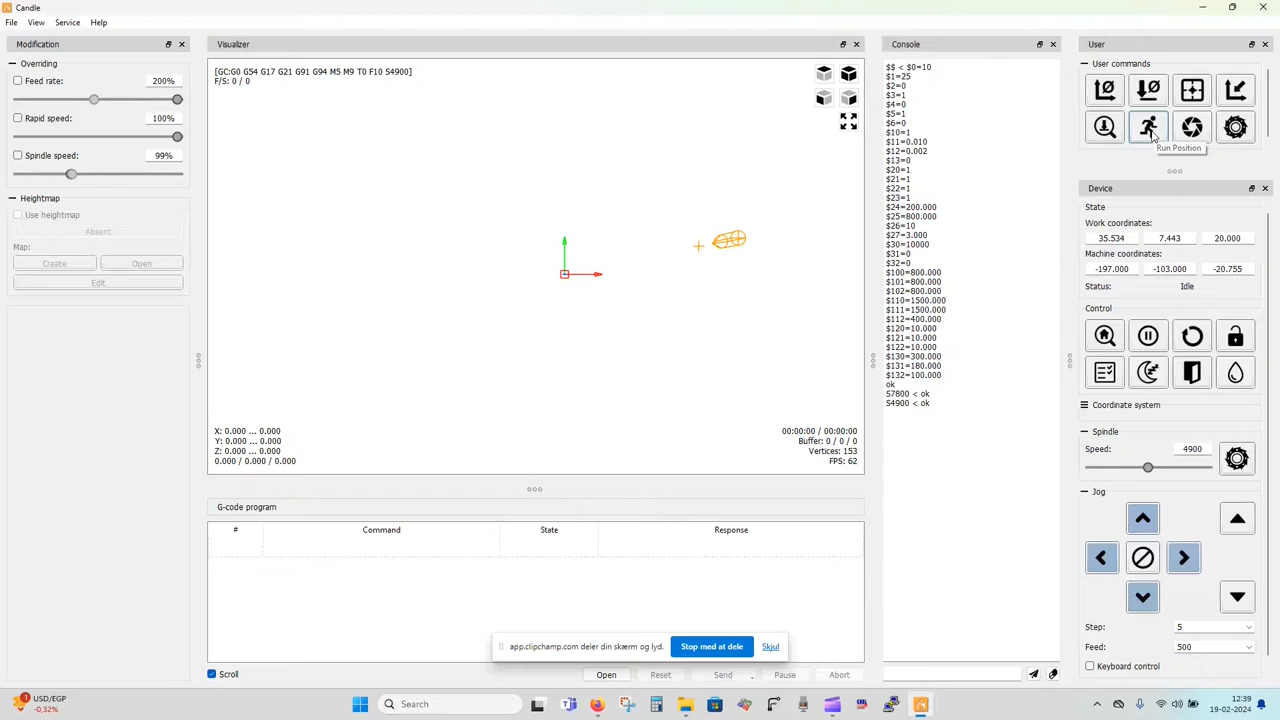 Candle
File View Service Help
Modification
Overriding
Feed rate: 200%
Rapid speed: 100%
Spindle speed: 99%
Heightmap
Use heightmap
Absent
Map:
Create Open
Edit
Visualizer
[GC:G0 G54 G17 G21 G91 G94 M5 M9 T0 F10 S4900]
F/S: 0 / 0
X: 0.000 ... 0.000
Y: 0.000 ... 0.000
Z: 0.000 ... 0.000
0.000 / 0.000 / 0.000
00:00:00 / 00:00:00
Buffer: 0 / 0 / 0
Vertices: 153
FPS: 62
G-code program
# Command State Response
app.clipchamp.com deler din skærm og lyd. Stop med at dele Skjul
Scroll Open Reset Send Pause Abort
Console
$$ < $0=10
$1=25
$2=0
$3=1
$4=0
$5=1
$6=0
$10=1
$11=0.010
$12=0.002
$13=0
$20=1
$21=1
$22=1
$23=1
$24=200.000
$25=800.000
$26=10
$27=3.000
$30=10000
$31=0
$32=0
$100=800.000
$101=800.000
$102=800.000
$110=1500.000
$111=1500.000
$112=400.000
$120=10.000
$121=10.000
$122=10.000
$130=300.000
$131=180.000
$132=100.000
ok
S7800 < ok
S4900 < ok
User
User commands
Run Position
Device
State
Work coordinates:
35.534 7.443 20.000
Machine coordinates:
-197.000 -103.000 -20.755
Status: Idle
Control
Coordinate system
Spindle
Speed: 4900
Jog
Step: 5
Feed: 500
Keyboard control
USD/EGP
-0,32%
Search
12:39
19-02-2024